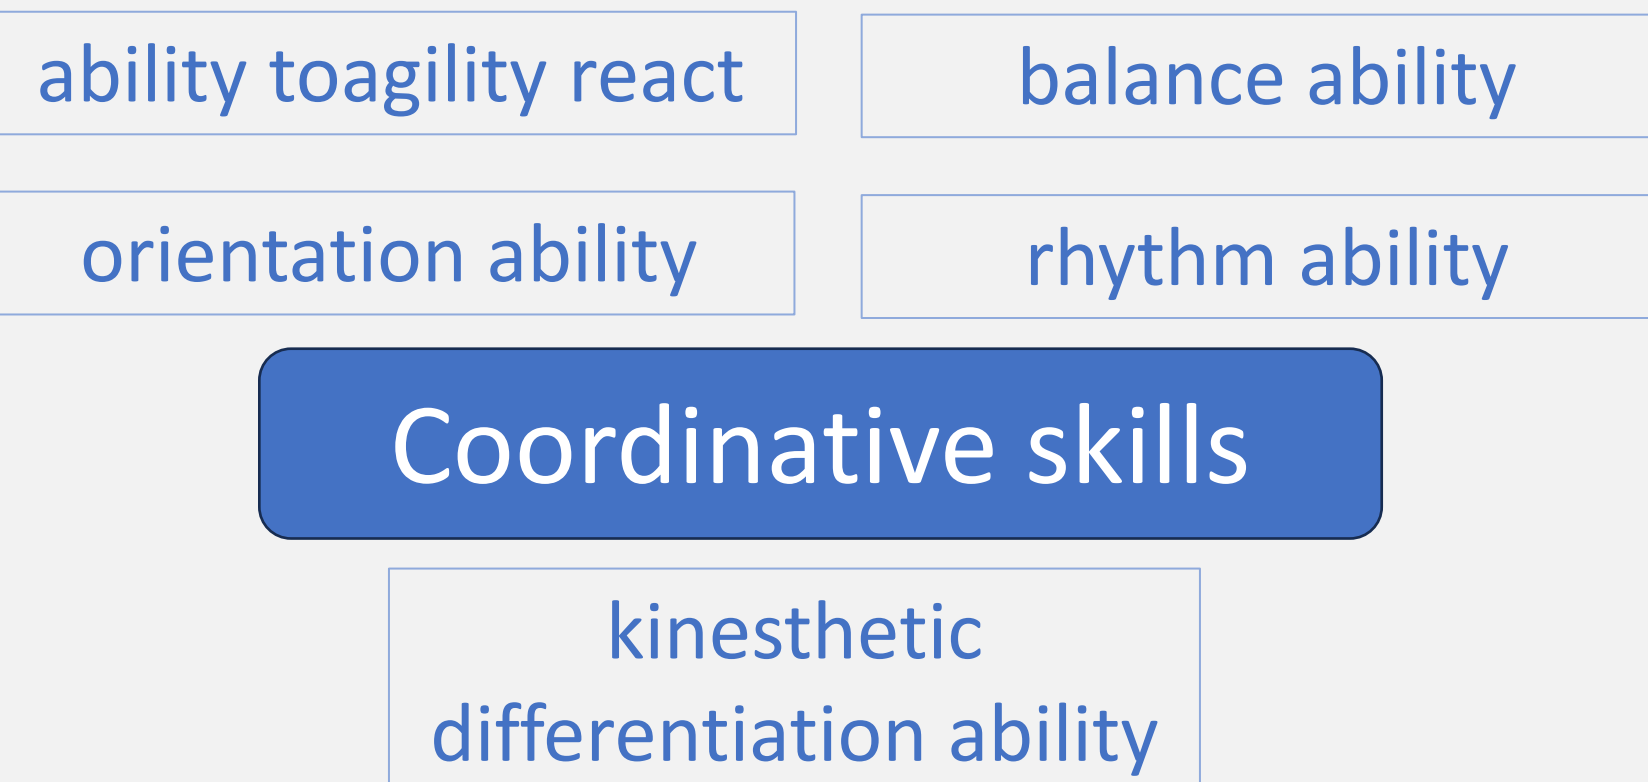 ability toagility react
balance ability
orientation ability
rhythm ability
Coordinative skills
kinesthetic
differentiation ability